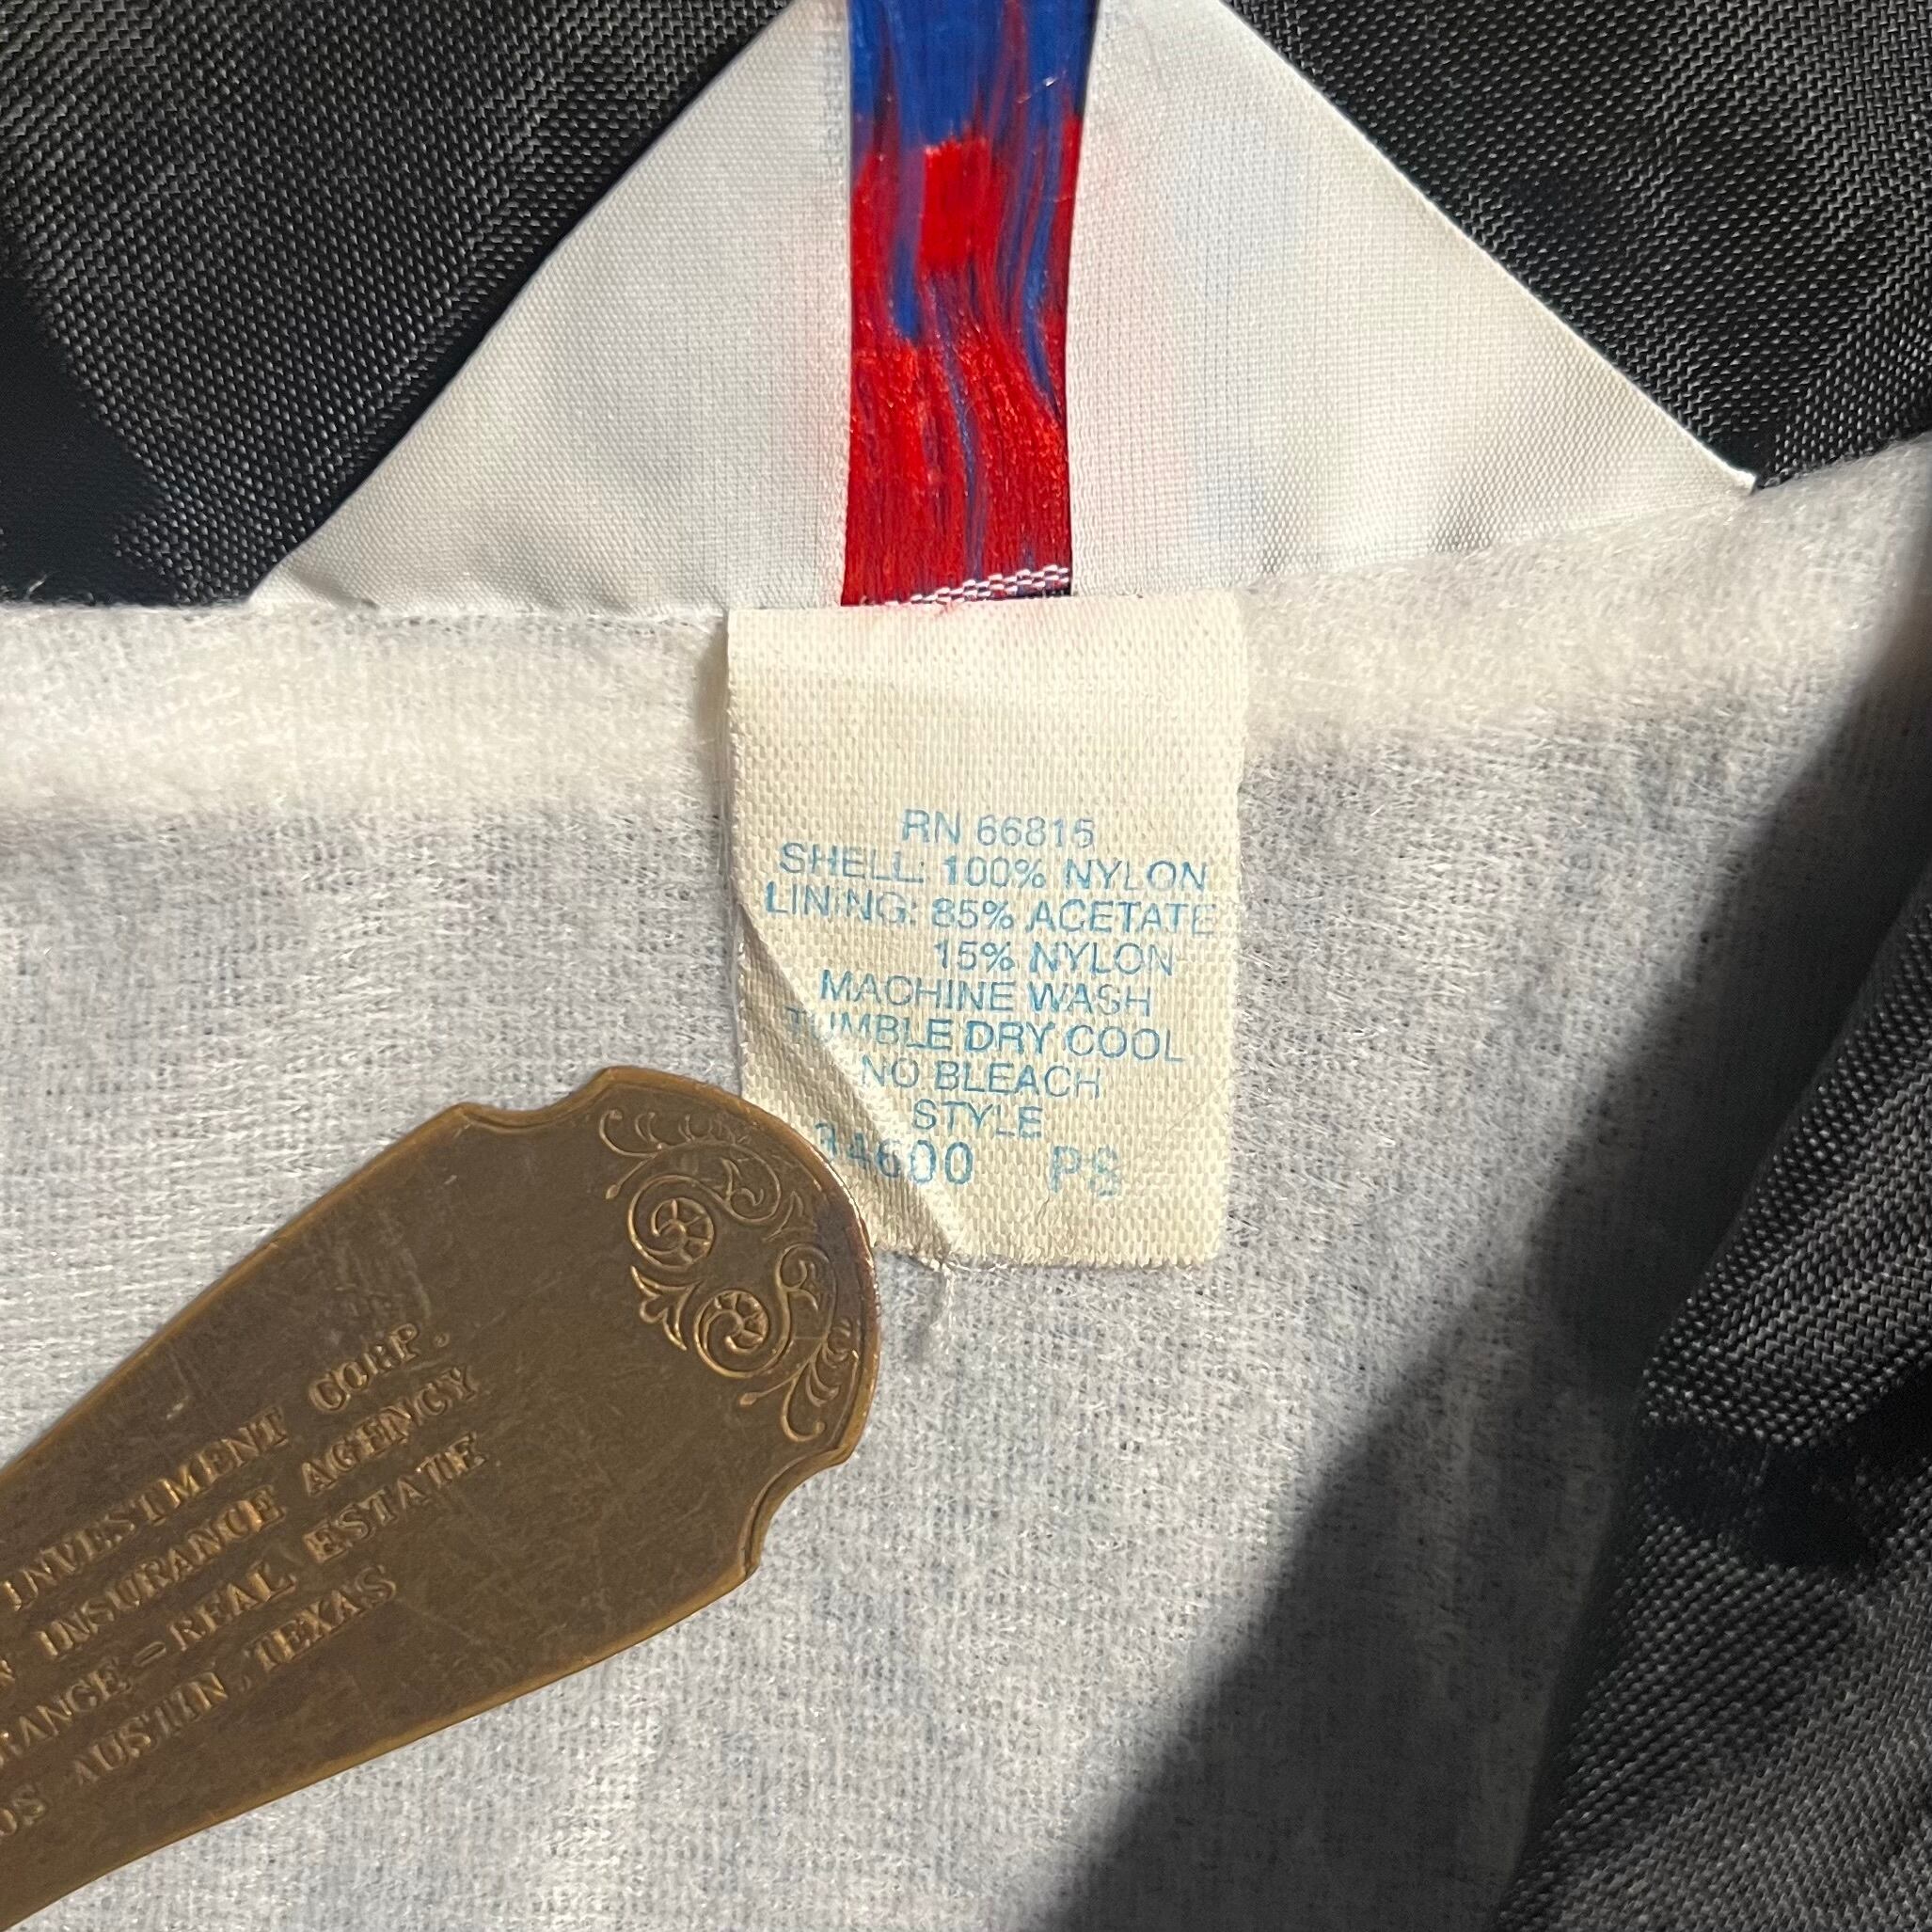 RN 66815
SHELL: 100% NYLON
LINING: 85% ACETATE
15% NYLON
MACHINE WASH
TUMBLE DRY COOL
NO BLEACH
STYLE
34600 PS
INVESTMENT CORP.
INSURANCE AGENCY
REAL ESTATE
AUSTIN, TEXAS